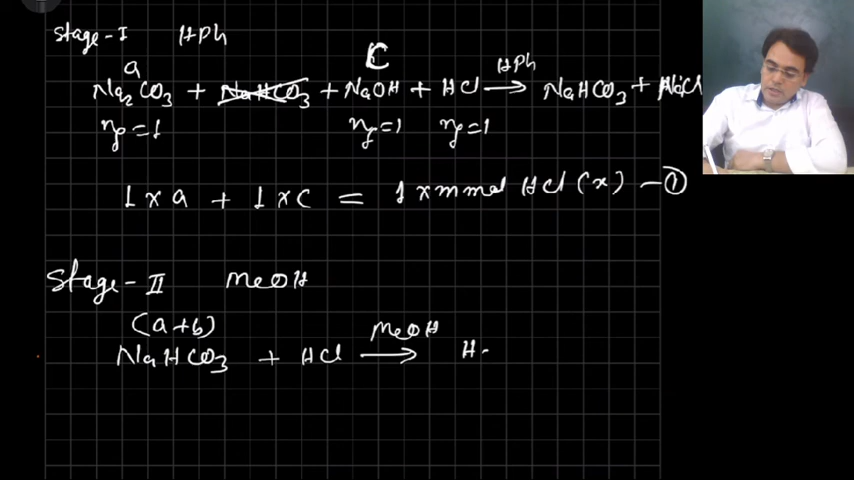 Stage-I HPh
a C
Na2CO3 + NaHCO3 + NaOH + HCl HPh → NaHCO3 + NaCl
nf=1 nf=1 nf=1
1 x a + 1 x c = 1 x mmol HCl (x) — ①
Stage-II MeOH
(a+b) MeOH
NaHCO3 + HCl → H